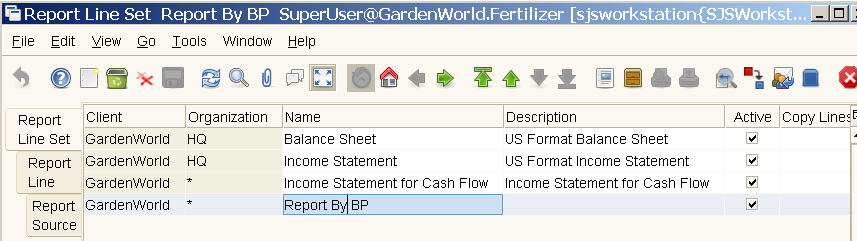 Report Line Set  Report By BP  SuperUser@GardenWorld.Fertilizer [sjsworkstation{SJSWorkst...
File Edit View Go Tools Window Help
Report Line Set
Report Line
Report Source
Client Organization Name Description Active Copy Lines
GardenWorld HQ Balance Sheet US Format Balance Sheet
GardenWorld HQ Income Statement US Format Income Statement
GardenWorld * Income Statement for Cash Flow Income Statement for Cash Flow
GardenWorld * Report By BP